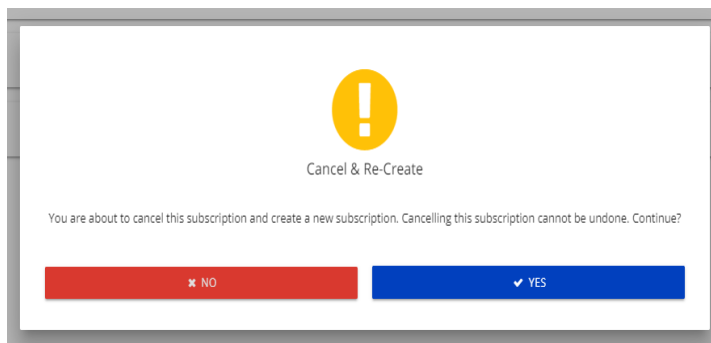 Cancel & Re-Create
You are about to cancel this subscription and create a new subscription. Cancelling this subscription cannot be undone. Continue?
✖ NO
✔ YES